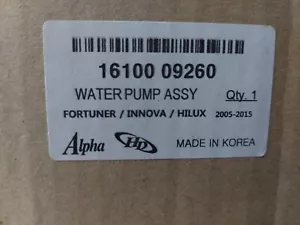 16100 09260
WATER PUMP ASSY Qty. 1
FORTUNER / INNOVA / HILUX 2005-2015
Alpha HD MADE IN KOREA